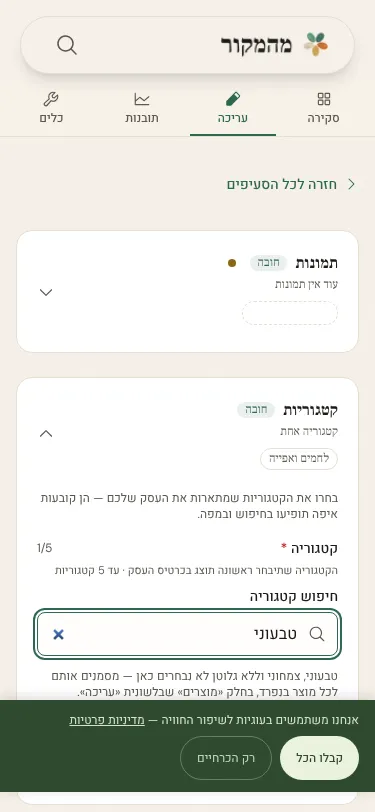 מהמקור
סקירה
עריכה
תובנות
כלים
חזרה לכל הסעיפים
תמונות חובה
עוד אין תמונות
קטגוריות חובה
קטגוריה אחת
לחמים ואפייה
בחרו את הקטגוריות שמתארות את העסק שלכם — הן קובעות
איפה תופיעו בחיפוש ובמפה.
קטגוריה * 1/5
הקטגוריה שתיבחר ראשונה תוצג בכרטיס העסק · עד 5 קטגוריות
חיפוש קטגוריה
טבעוני
טבעוני, צמחוני וללא גלוטן לא נבחרים כאן — מסמנים אותם
לכל מוצר בנפרד, בחלק «מוצרים» שבלשונית «עריכה».
אנחנו משתמשים בעוגיות לשיפור החוויה — מדיניות פרטיות
קבלו הכל
רק הכרחיים